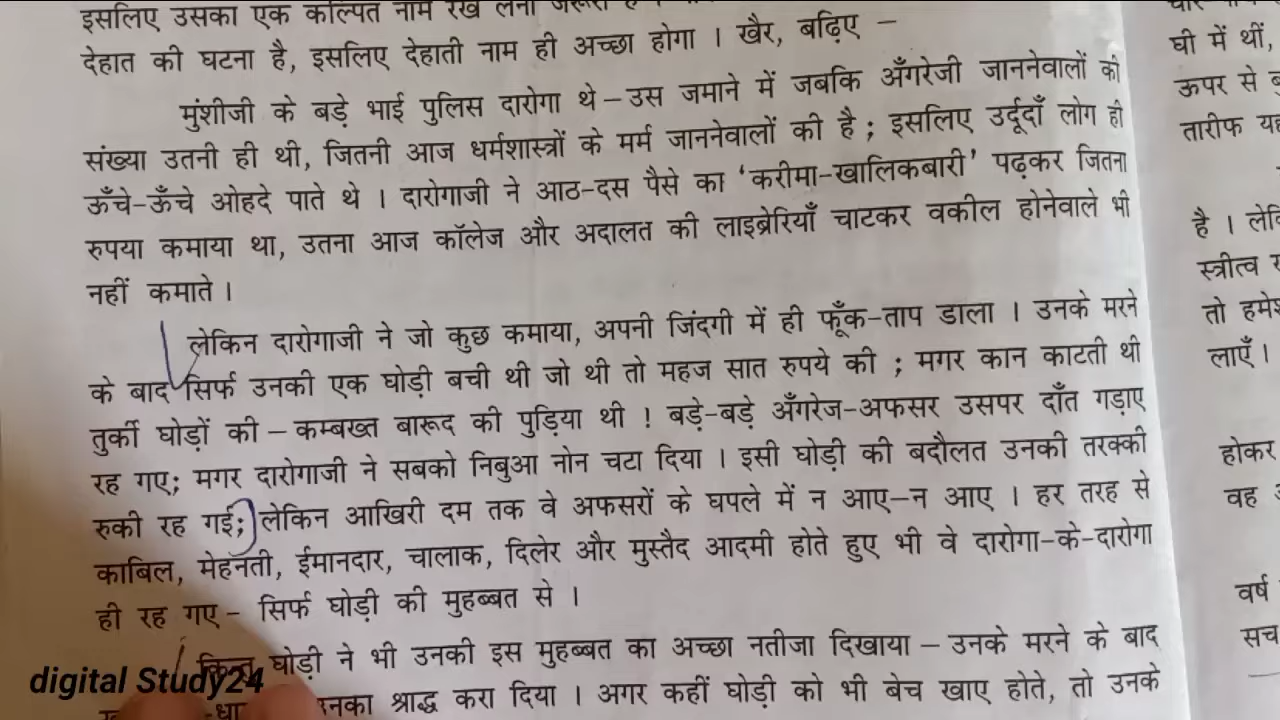 इसलिए उसका एक कल्पित नाम रख लेना
देहात की घटना है, इसलिए देहाती नाम ही अच्छा होगा । खैर, बढ़िए –
मुंशीजी के बड़े भाई पुलिस दारोगा थे – उस जमाने में जबकि अँगरेजी जाननेवालों की
संख्या उतनी ही थी, जितनी आज धर्मशास्त्रों के मर्म जाननेवालों की है ; इसलिए उर्दूदाँ लोग ही
ऊँचे-ऊँचे ओहदे पाते थे । दारोगाजी ने आठ-दस पैसे का ‘करीमा-खालिकबारी’ पढ़कर जितना
रुपया कमाया था, उतना आज कॉलेज और अदालत की लाइब्रेरियाँ चाटकर वकील होनेवाले भी
नहीं कमाते ।
लेकिन दारोगाजी ने जो कुछ कमाया, अपनी जिंदगी में ही फूँक-ताप डाला । उनके मरने
के बाद सिर्फ उनकी एक घोड़ी बची थी जो थी तो महज सात रुपये की ; मगर कान काटती थी
तुर्की घोड़ों की – कम्बख्त बारूद की पुड़िया थी ! बड़े-बड़े अँगरेज-अफसर उसपर दाँत गड़ाए
रह गए; मगर दारोगाजी ने सबको निबुआ नोन चटा दिया । इसी घोड़ी की बदौलत उनकी तरक्की
रुकी रह गई; लेकिन आखिरी दम तक वे अफसरों के घपले में न आए–न आए । हर तरह से
काबिल, मेहनती, ईमानदार, चालाक, दिलेर और मुस्तैद आदमी होते हुए भी वे दारोगा-के-दारोगा
ही रह गए – सिर्फ घोड़ी की मुहब्बत से ।
किन्तु घोड़ी ने भी उनकी इस मुहब्बत का अच्छा नतीजा दिखाया – उनके मरने के बाद
उनका श्राद्ध करा दिया । अगर कहीं घोड़ी को भी बेच खाए होते, तो उनके
घी में थीं,
ऊपर से
तारीफ
है ।
स्त्रीत्व
तो
लाएँ ।
होकर
वह
वर्ष
सच
digital Study24